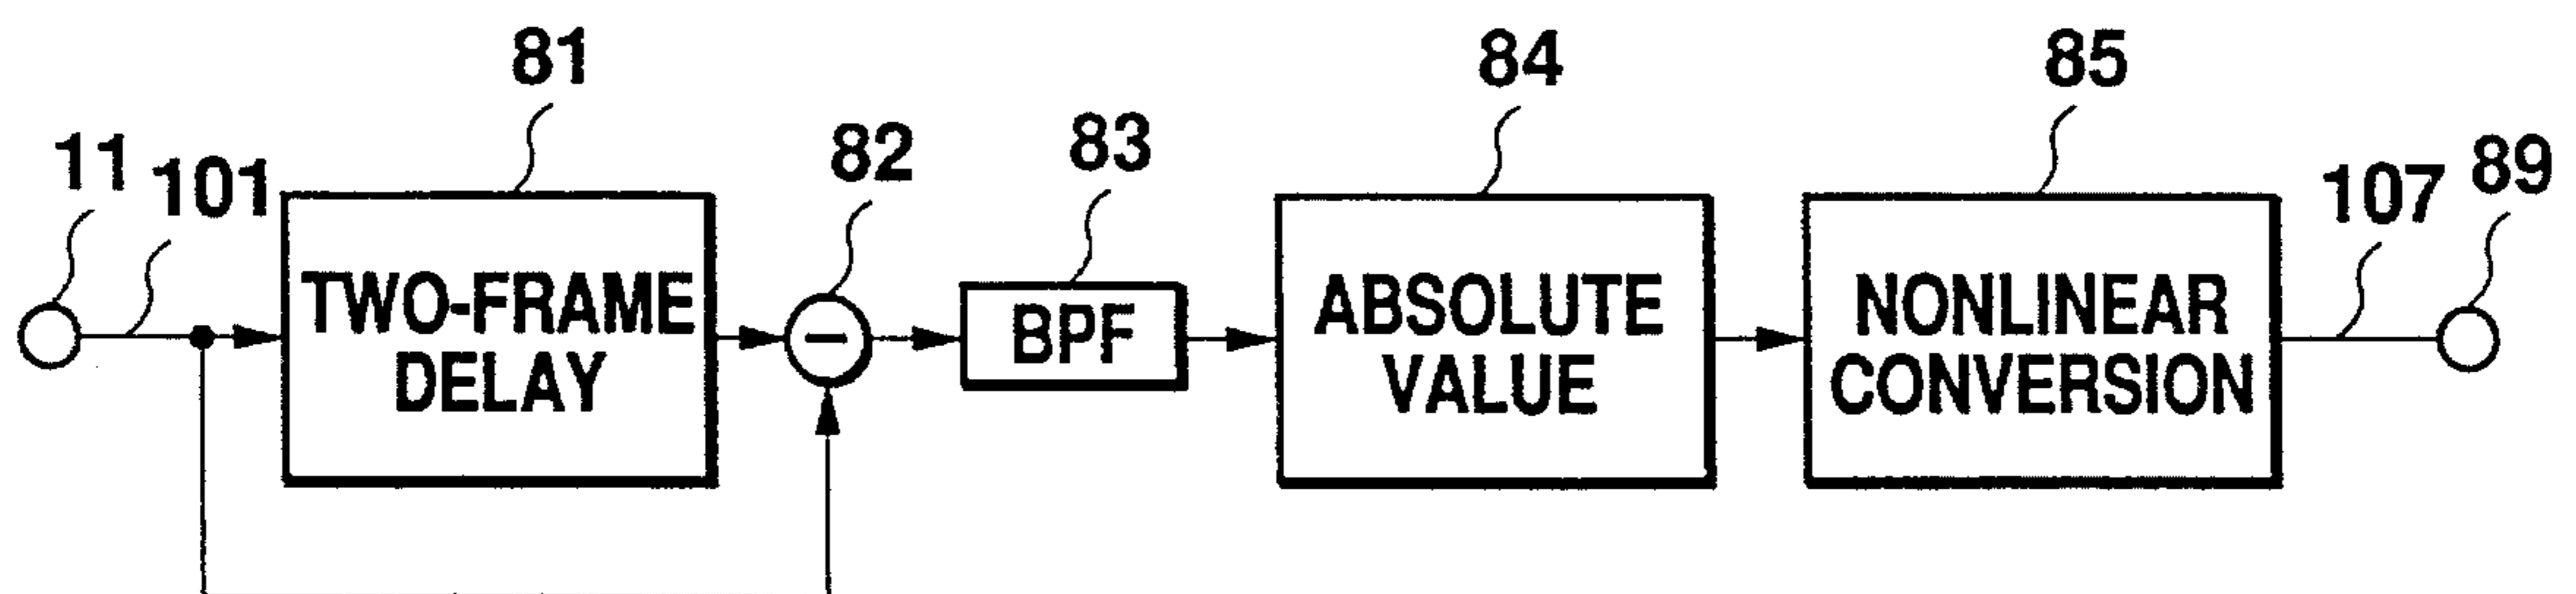 11
101
81
TWO-FRAME
DELAY
82
−
83
BPF
84
ABSOLUTE
VALUE
85
NONLINEAR
CONVERSION
107
89